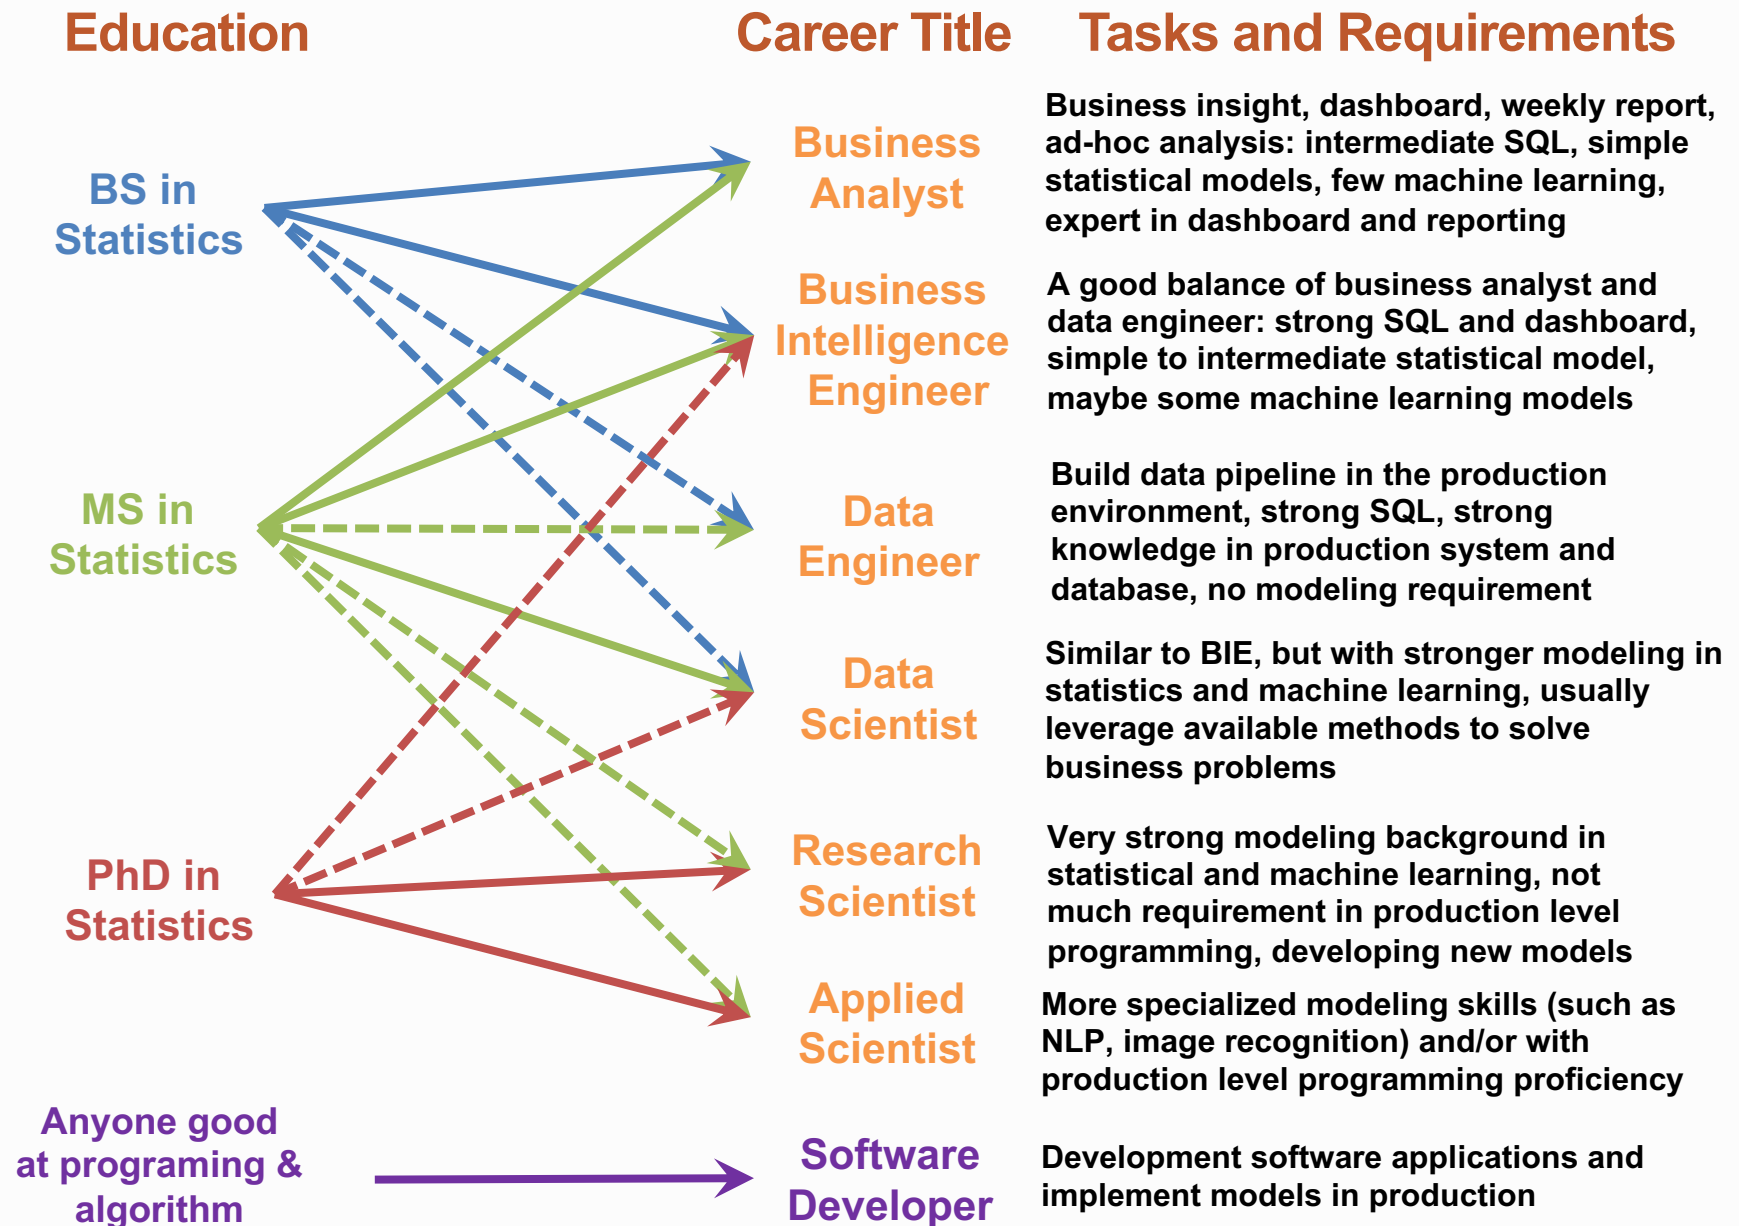 Education
Career Title
Tasks and Requirements
BS in
Statistics
MS in
Statistics
PhD in
Statistics
Anyone good
at programing &
algorithm
Business
Analyst
Business insight, dashboard, weekly report,
ad-hoc analysis: intermediate SQL, simple
statistical models, few machine learning,
expert in dashboard and reporting
Business
Intelligence
Engineer
A good balance of business analyst and
data engineer: strong SQL and dashboard,
simple to intermediate statistical model,
maybe some machine learning models
Data
Engineer
Build data pipeline in the production
environment, strong SQL, strong
knowledge in production system and
database, no modeling requirement
Data
Scientist
Similar to BIE, but with stronger modeling in
statistics and machine learning, usually
leverage available methods to solve
business problems
Research
Scientist
Very strong modeling background in
statistical and machine learning, not
much requirement in production level
programming, developing new models
Applied
Scientist
More specialized modeling skills (such as
NLP, image recognition) and/or with
production level programming proficiency
Software
Developer
Development software applications and
implement models in production